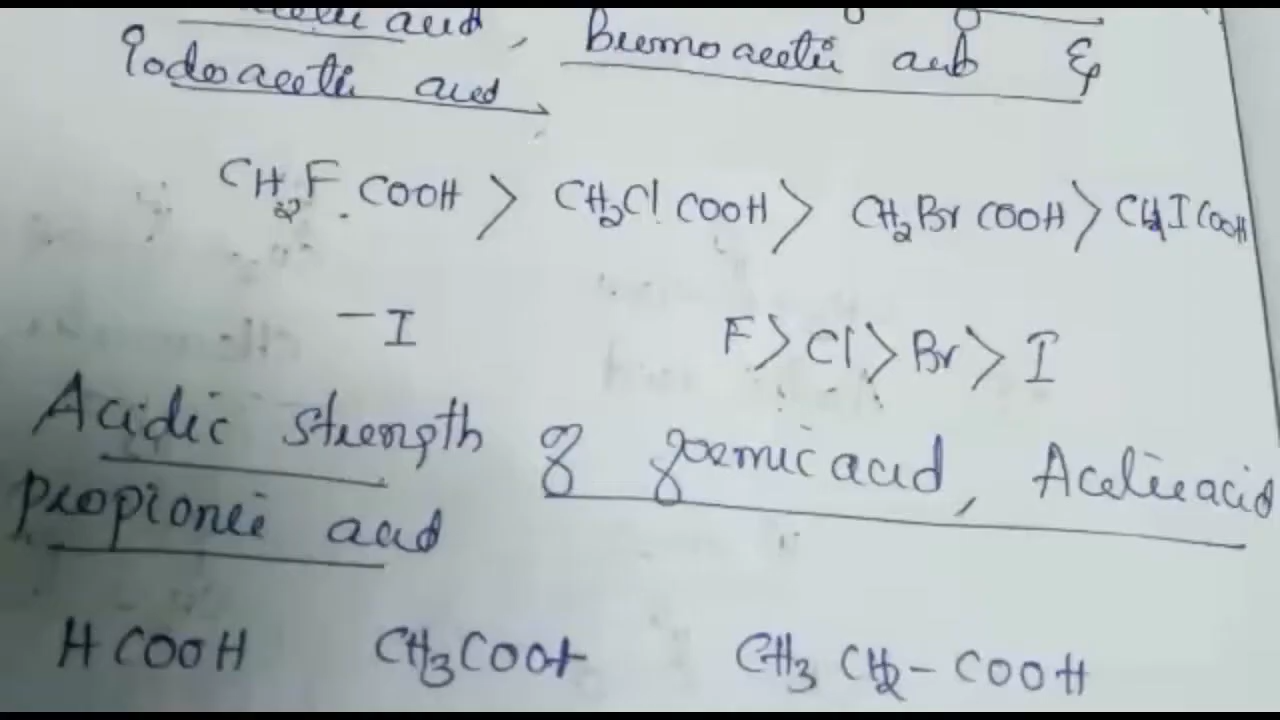 acid, Bromoacetic acid &
Iodoacetic acid
CH2F COOH > CH2Cl COOH > CH2Br COOH > CH2I COOH
-I F > Cl > Br > I
Acidic strength of formic acid, Acetic acid
propionic acid
HCOOH CH3COOH CH3 CH2- COOH